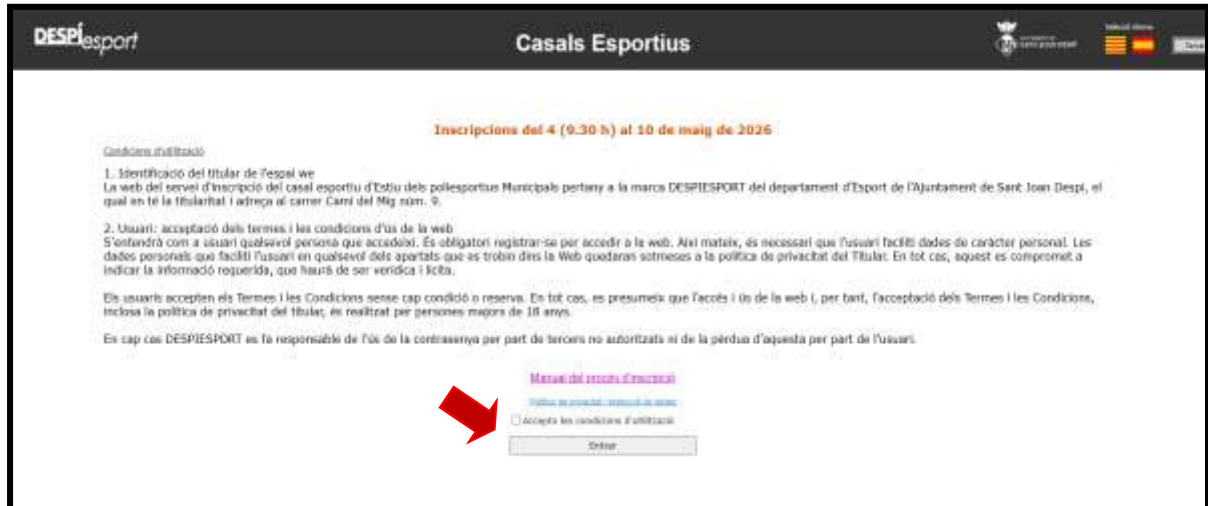 DESPÍesport
Casals Esportius
Inscripcions del 4 (9.30 h) al 10 de maig de 2026
Condicions d'utilització
1. Identificació del titular de l'espai we
La web del servei d'inscripció del casal esportiu d'Estiu dels poliesportius Municipals pertany a la marca DESPIESPORT del departament d'Esport de l'Ajuntament de Sant Joan Despí, el
qual en té la titularitat i adreça al carrer Camí del Mig núm. 9.
2. Usuari: acceptació dels termes i les condicions d'ús de la web
S'entendrà com a usuari qualsevol persona que accedeixi. És obligatori registrar-se per accedir a la web. Així mateix, és necessari que l'usuari faciliti dades de caràcter personal. Les
dades personals que faciliti l'usuari en qualsevol dels apartats que es trobin dins la Web quedaran sotmeses a la política de privacitat del Titular. En tot cas, aquest es compromet a
indicar la informació requerida, que haurà de ser verídica i lícita.
Els usuaris accepten els Termes i les Condicions sense cap condició o reserva. En tot cas, es presumeix que l'accés i ús de la web i, per tant, l'acceptació dels Termes i les Condicions,
inclosa la política de privacitat del titular, és realitzat per persones majors de 18 anys.
En cap cas DESPIESPORT es fa responsable de l'ús de la contrasenya per part de tercers no autoritzats ni de la pèrdua d'aquesta per part de l'usuari.
Manual del procés d'inscripció
Accepto les condicions d'utilització
Entrar